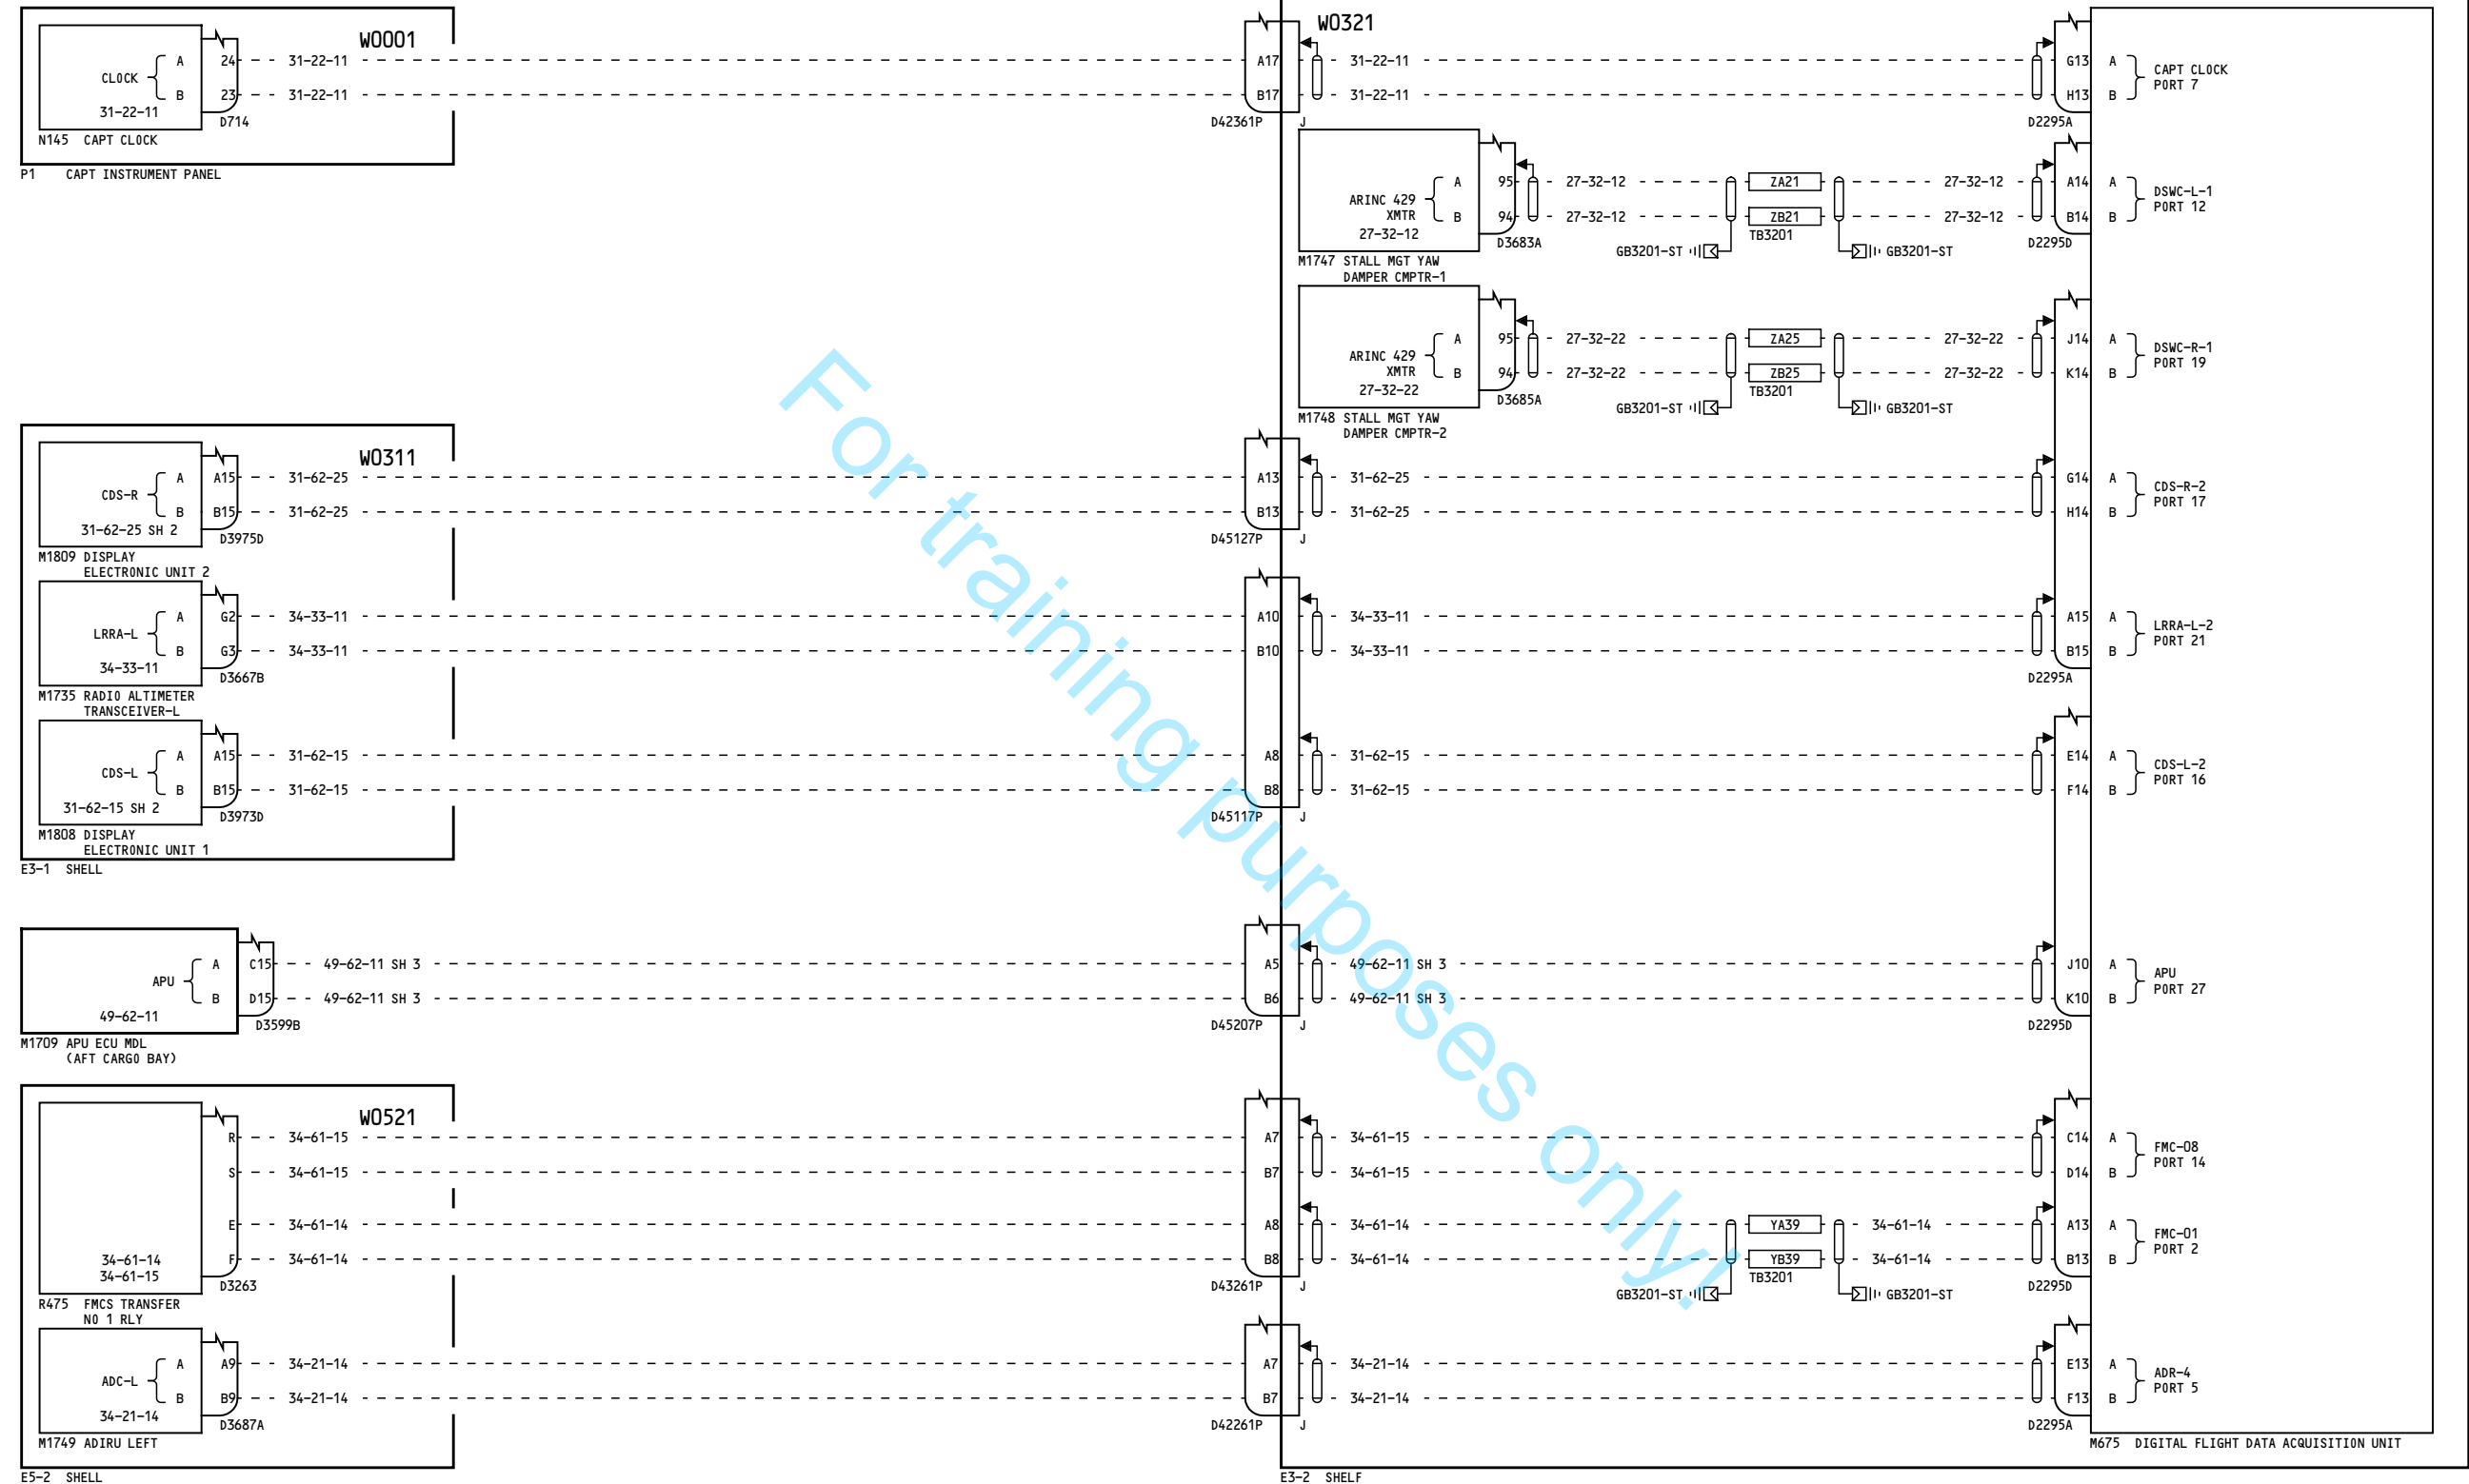 W0001
CLOCK
A
B
24
23
31-22-11
31-22-11
31-22-11
D714
N145 CAPT CLOCK
P1 CAPT INSTRUMENT PANEL
A17
B17
D42361P J
W0321
31-22-11
31-22-11
G13 A
H13 B
CAPT CLOCK
PORT 7
D2295A
ARINC 429
XMTR
A
B
95
94
27-32-12
27-32-12
27-32-12
D3683A
M1747 STALL MGT YAW
DAMPER CMPTR-1
ZA21
ZB21
TB3201
GB3201-ST
GB3201-ST
27-32-12
27-32-12
A14 A
B14 B
DSWC-L-1
PORT 12
D2295D
ARINC 429
XMTR
A
B
95
94
27-32-22
27-32-22
27-32-22
D3685A
M1748 STALL MGT YAW
DAMPER CMPTR-2
ZA25
ZB25
TB3201
GB3201-ST
GB3201-ST
27-32-22
27-32-22
J14 A
K14 B
DSWC-R-1
PORT 19
W0311
CDS-R
A
B
A15
B15
31-62-25
31-62-25
31-62-25 SH 2
D3975D
M1809 DISPLAY
ELECTRONIC UNIT 2
A13
B13
D45127P J
31-62-25
31-62-25
G14 A
H14 B
CDS-R-2
PORT 17
LRRA-L
A
B
G2
G3
34-33-11
34-33-11
34-33-11
D3667B
M1735 RADIO ALTIMETER
TRANSCEIVER-L
A10
B10
34-33-11
34-33-11
A15 A
B15 B
LRRA-L-2
PORT 21
D2295A
CDS-L
A
B
A15
B15
31-62-15
31-62-15
31-62-15 SH 2
D3973D
M1808 DISPLAY
ELECTRONIC UNIT 1
E3-1 SHELL
A8
B8
D45117P J
31-62-15
31-62-15
E14 A
F14 B
CDS-L-2
PORT 16
APU
A
B
C15
D15
49-62-11 SH 3
49-62-11 SH 3
49-62-11
D3599B
M1709 APU ECU MDL
(AFT CARGO BAY)
A5
B6
D45207P J
49-62-11 SH 3
49-62-11 SH 3
J10 A
K10 B
APU
PORT 27
D2295D
W0521
R
S
E
F
34-61-15
34-61-15
34-61-14
34-61-14
34-61-14
34-61-15
D3263
R475 FMCS TRANSFER
NO 1 RLY
A7
B7
A8
B8
D43261P J
34-61-15
34-61-15
34-61-14
34-61-14
YA39
YB39
TB3201
GB3201-ST
GB3201-ST
34-61-14
34-61-14
C14 A
D14 B
FMC-08
PORT 14
A13 A
B13 B
FMC-01
PORT 2
D2295D
ADC-L
A
B
A9
B9
34-21-14
34-21-14
34-21-14
D3687A
M1749 ADIRU LEFT
E5-2 SHELL
A7
B7
D42261P J
34-21-14
34-21-14
E13 A
F13 B
ADR-4
PORT 5
D2295A
M675 DIGITAL FLIGHT DATA ACQUISITION UNIT
E3-2 SHELF
For training purposes only!